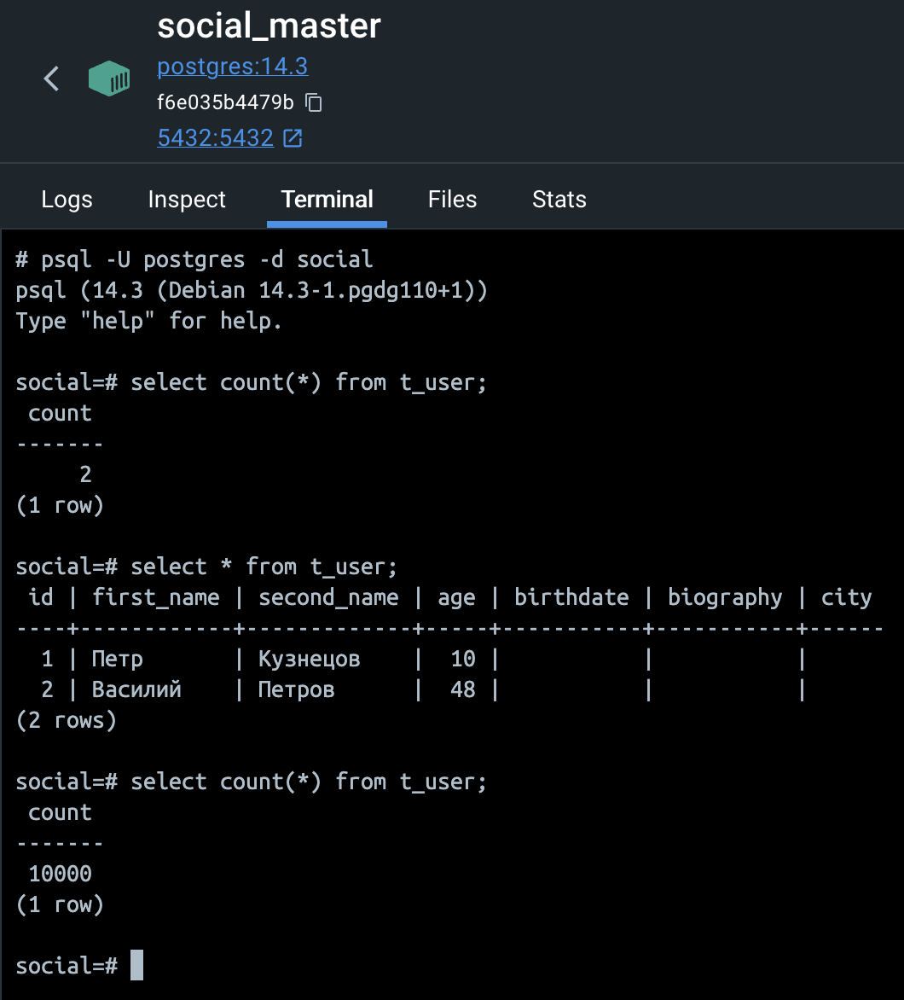 social_master
postgres:14.3
f6e035b4479b
5432:5432
Logs Inspect Terminal Files Stats
# psql -U postgres -d social
psql (14.3 (Debian 14.3-1.pgdg110+1))
Type "help" for help.
social=# select count(*) from t_user;
 count
-------
     2
(1 row)
social=# select * from t_user;
 id | first_name | second_name | age | birthdate | biography | city
----+------------+-------------+-----+-----------+-----------+------
  1 | Петр       | Кузнецов    |  10 |           |           |
  2 | Василий    | Петров      |  48 |           |           |
(2 rows)
social=# select count(*) from t_user;
 count
-------
 10000
(1 row)
social=#